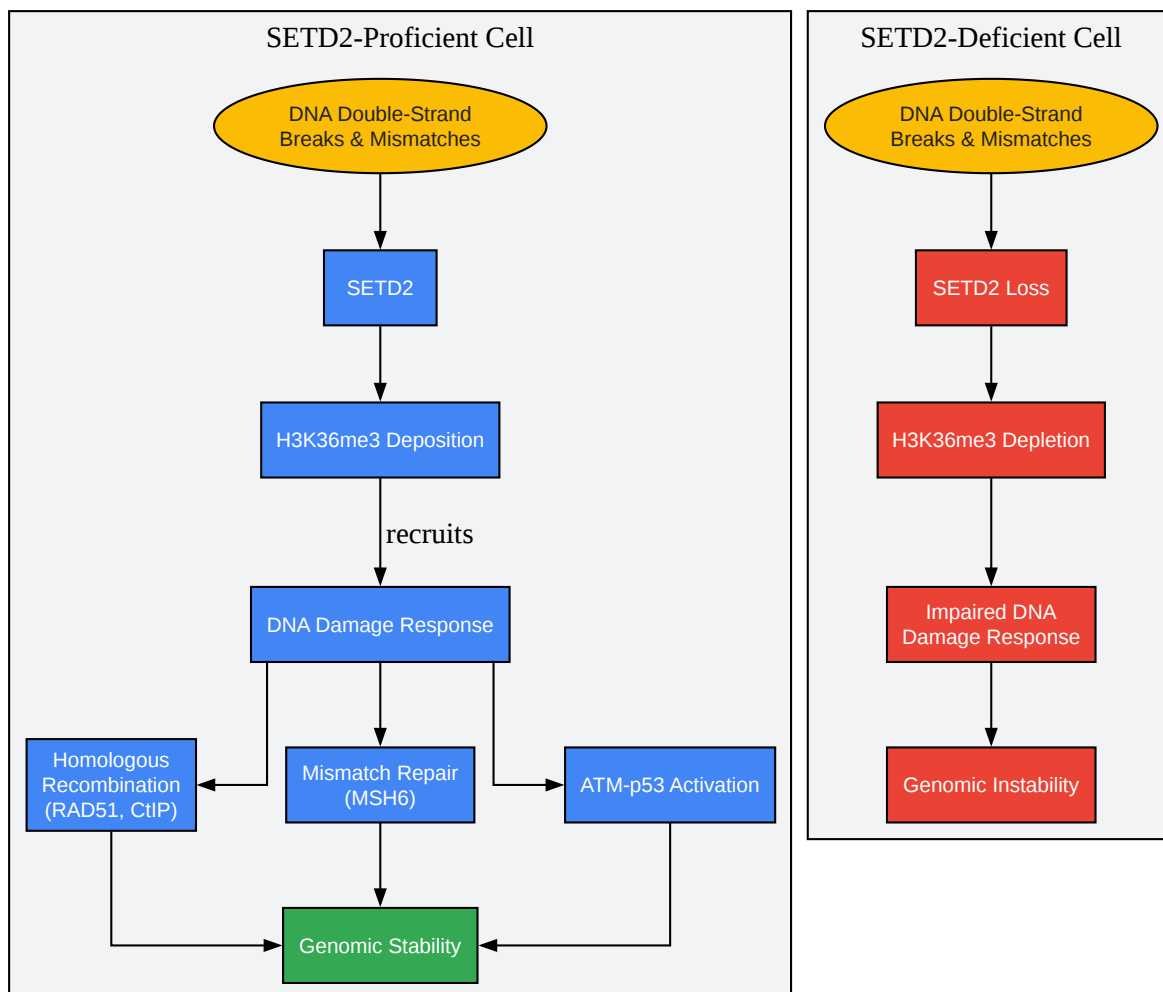 SETD2-Proficient Cell
DNA Double-Strand
Breaks & Mismatches
SETD2
H3K36me3 Deposition
recruits
DNA Damage Response
Homologous
Recombination
(RAD51, CtIP)
Mismatch Repair
(MSH6)
ATM-p53 Activation
Genomic Stability
SETD2-Deficient Cell
DNA Double-Strand
Breaks & Mismatches
SETD2 Loss
H3K36me3 Depletion
Impaired DNA
Damage Response
Genomic Instability